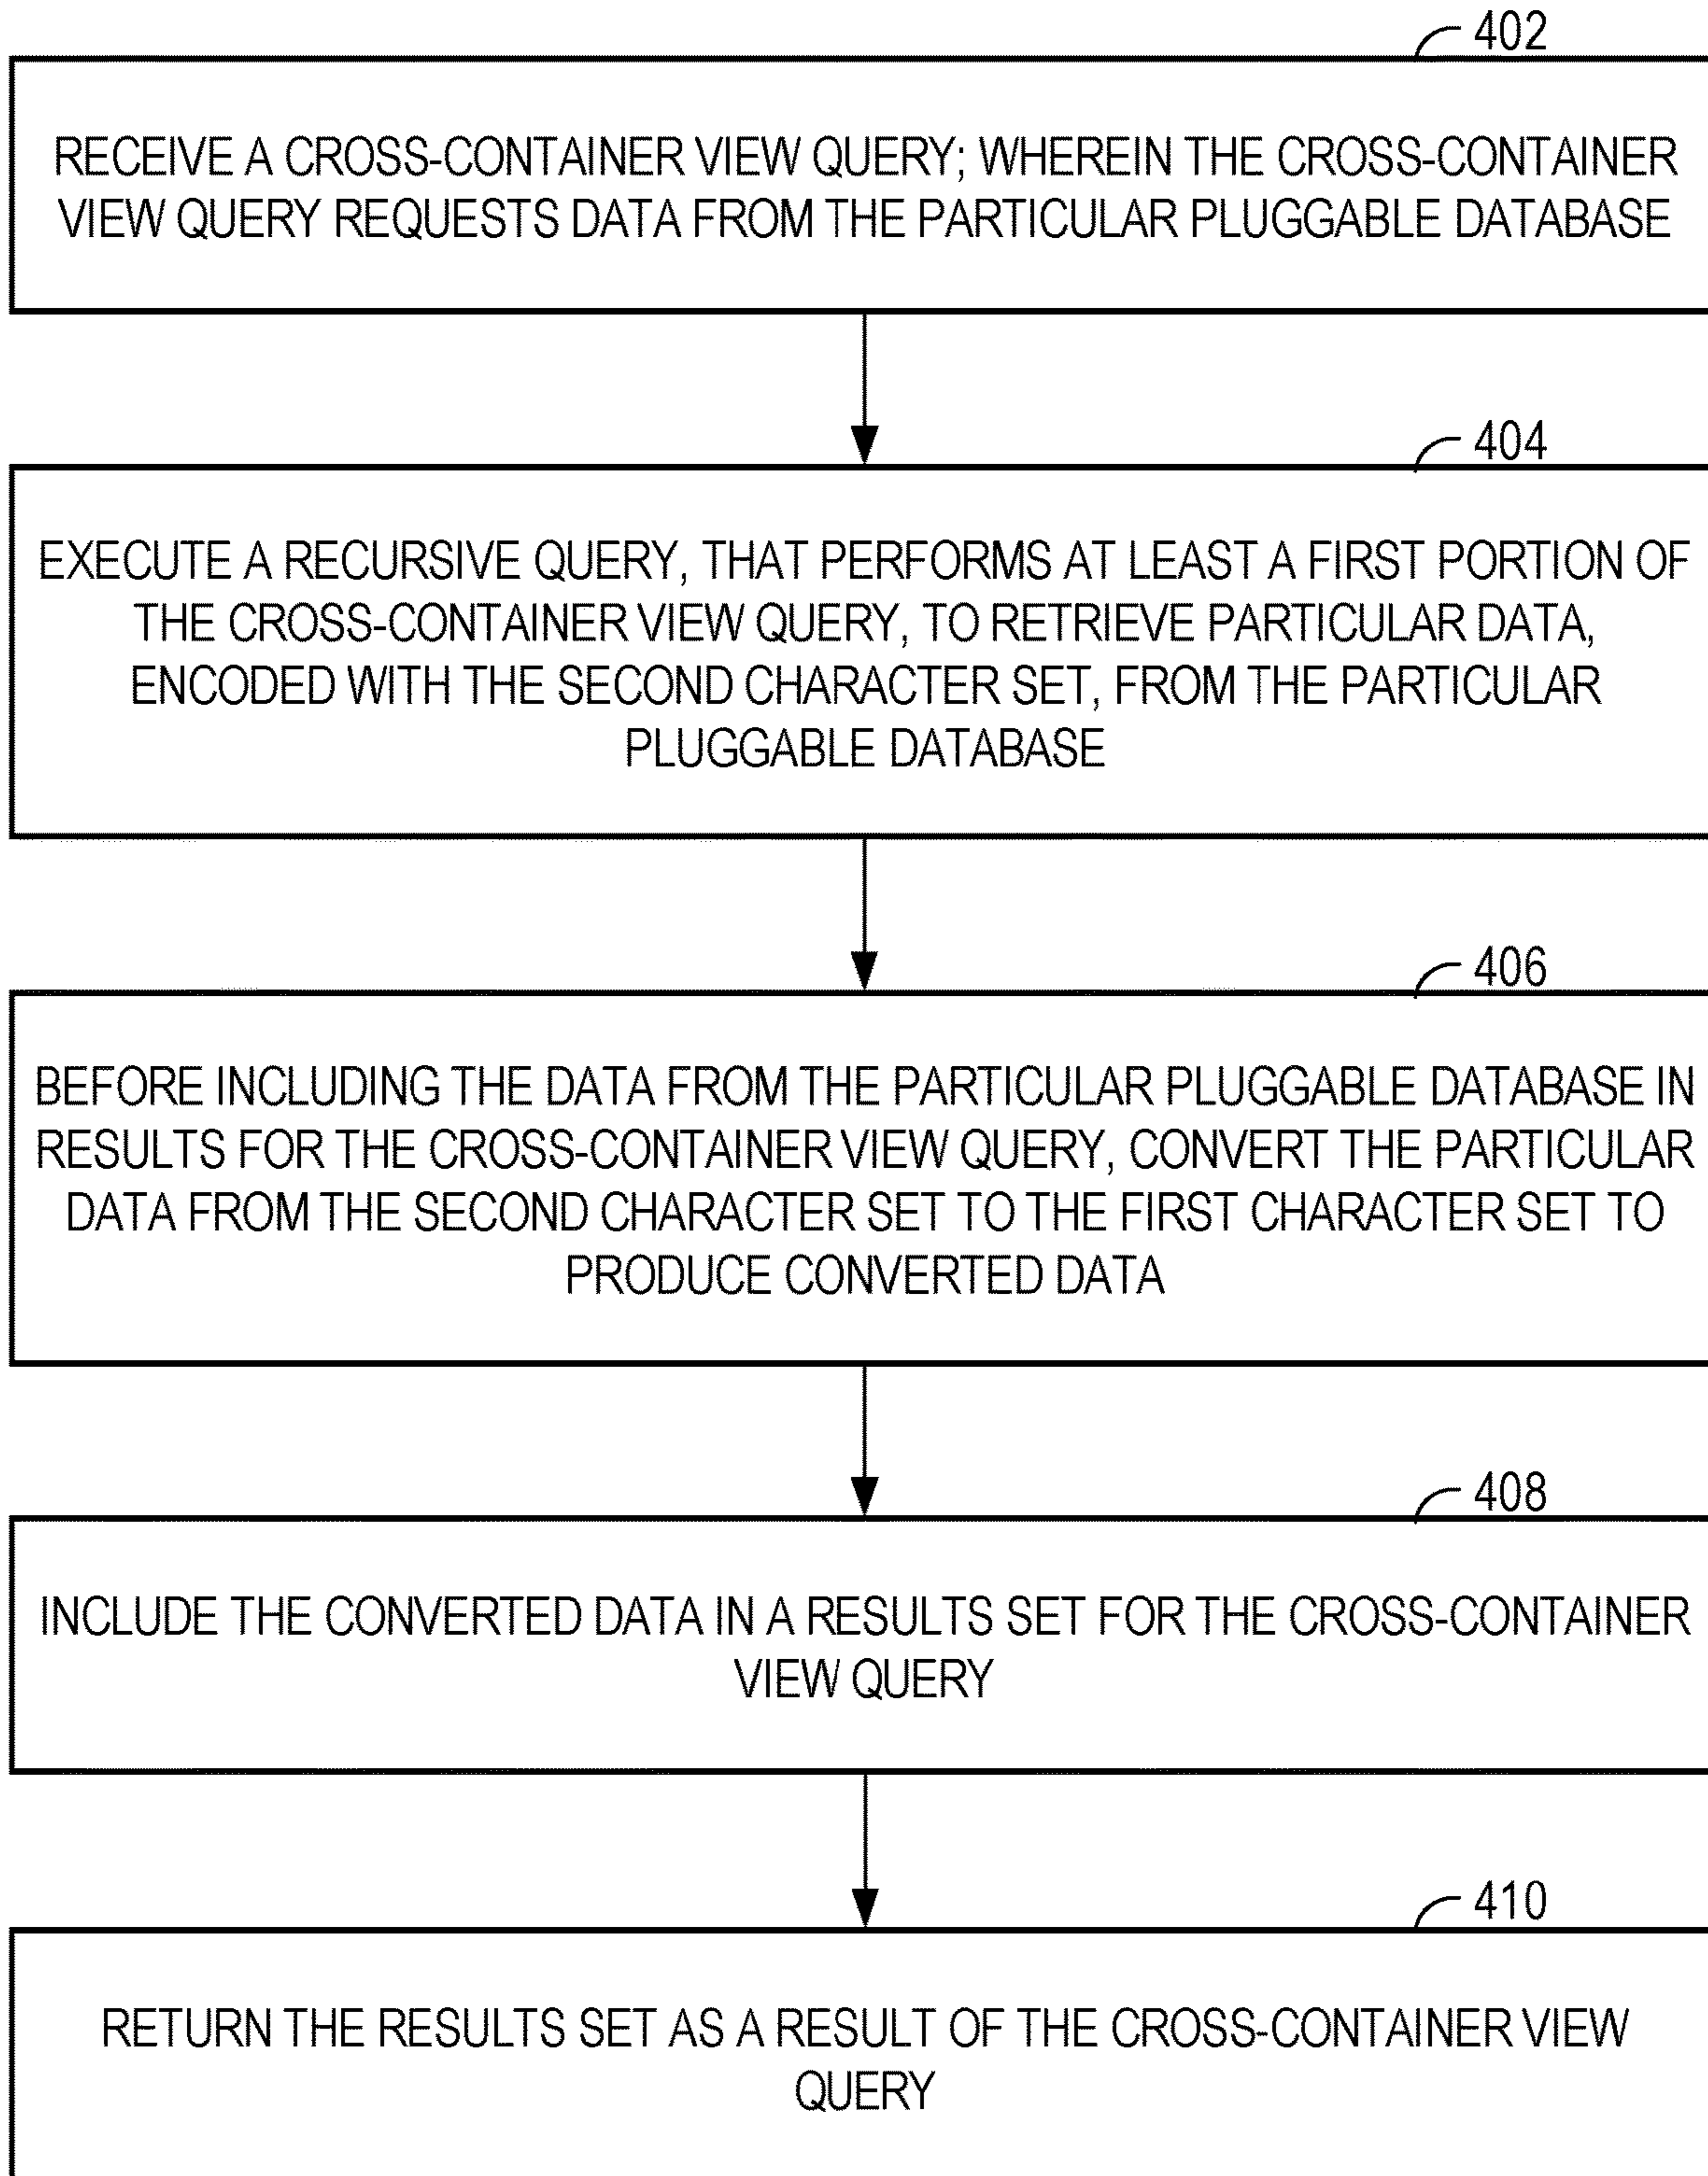 402
RECEIVE A CROSS-CONTAINER VIEW QUERY; WHEREIN THE CROSS-CONTAINER
VIEW QUERY REQUESTS DATA FROM THE PARTICULAR PLUGGABLE DATABASE
404
EXECUTE A RECURSIVE QUERY, THAT PERFORMS AT LEAST A FIRST PORTION OF
THE CROSS-CONTAINER VIEW QUERY, TO RETRIEVE PARTICULAR DATA,
ENCODED WITH THE SECOND CHARACTER SET, FROM THE PARTICULAR
PLUGGABLE DATABASE
406
BEFORE INCLUDING THE DATA FROM THE PARTICULAR PLUGGABLE DATABASE IN
RESULTS FOR THE CROSS-CONTAINER VIEW QUERY, CONVERT THE PARTICULAR
DATA FROM THE SECOND CHARACTER SET TO THE FIRST CHARACTER SET TO
PRODUCE CONVERTED DATA
408
INCLUDE THE CONVERTED DATA IN A RESULTS SET FOR THE CROSS-CONTAINER
VIEW QUERY
410
RETURN THE RESULTS SET AS A RESULT OF THE CROSS-CONTAINER VIEW
QUERY